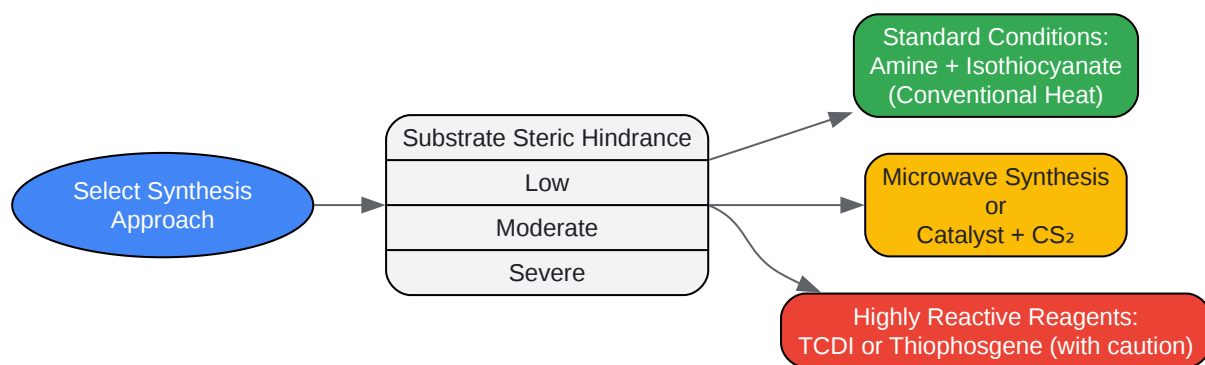 Select Synthesis
Approach
Substrate Steric Hindrance
Low
Moderate
Severe
Standard Conditions:
Amine + Isothiocyanate
(Conventional Heat)
Microwave Synthesis
or
Catalyst + CS₂
Highly Reactive Reagents:
TCDI or Thiophosgene (with caution)